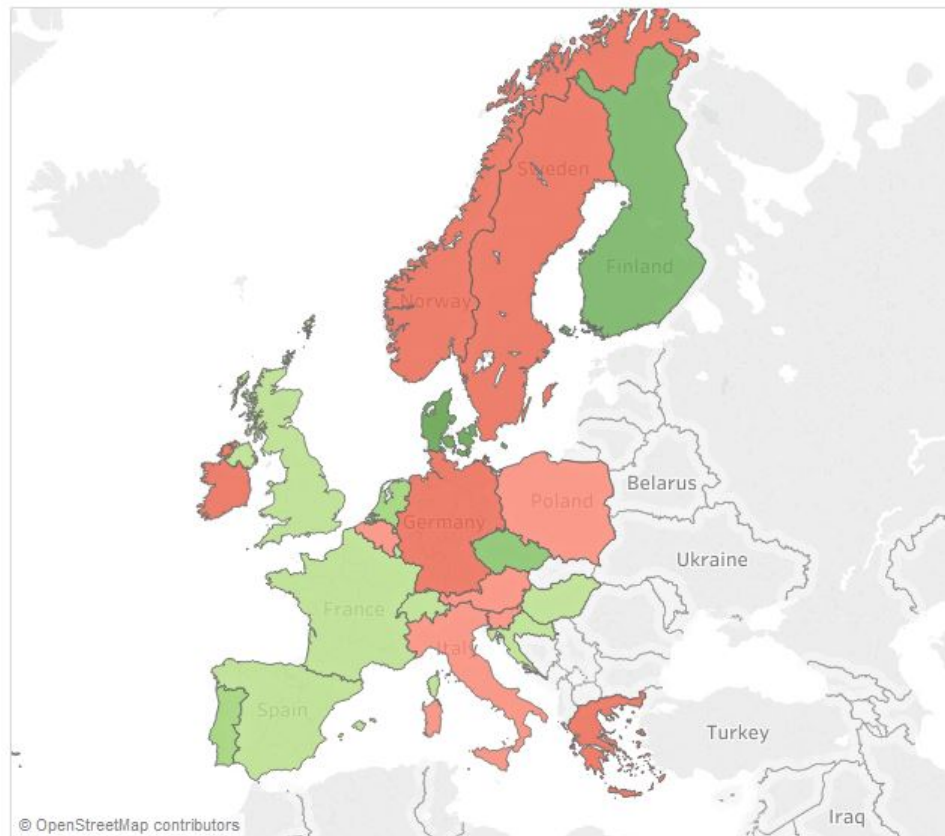 Sweden
Finland
Norway
Belarus
Poland
Germany
Ukraine
France
Italy
Spain
Turkey
Iraq
© OpenStreetMap contributors